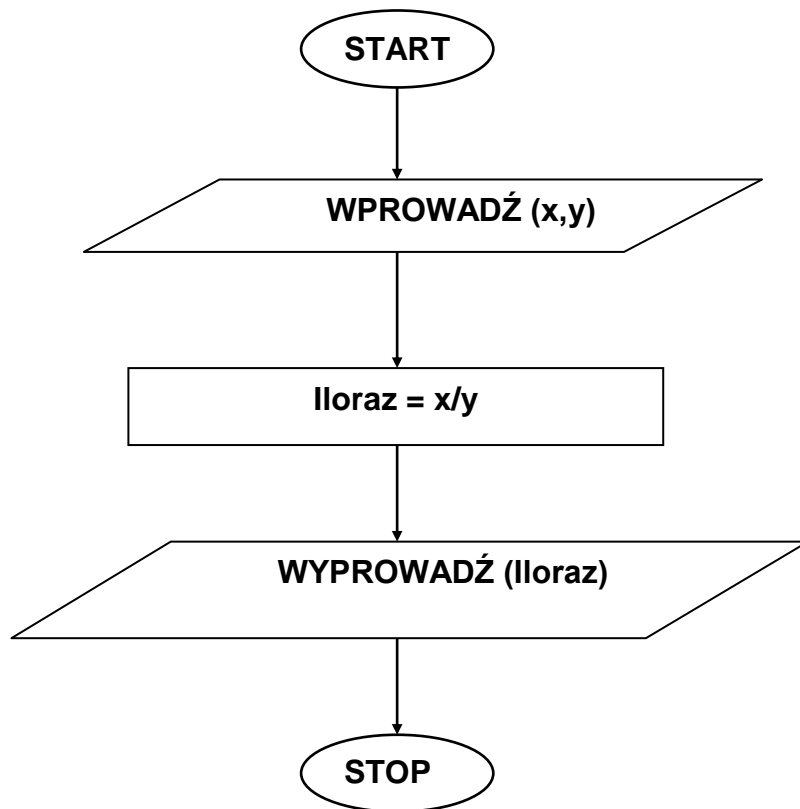 START
WPROWADŹ (x,y)
Iloraz = x/y
WYPROWADŹ (Iloraz)
STOP